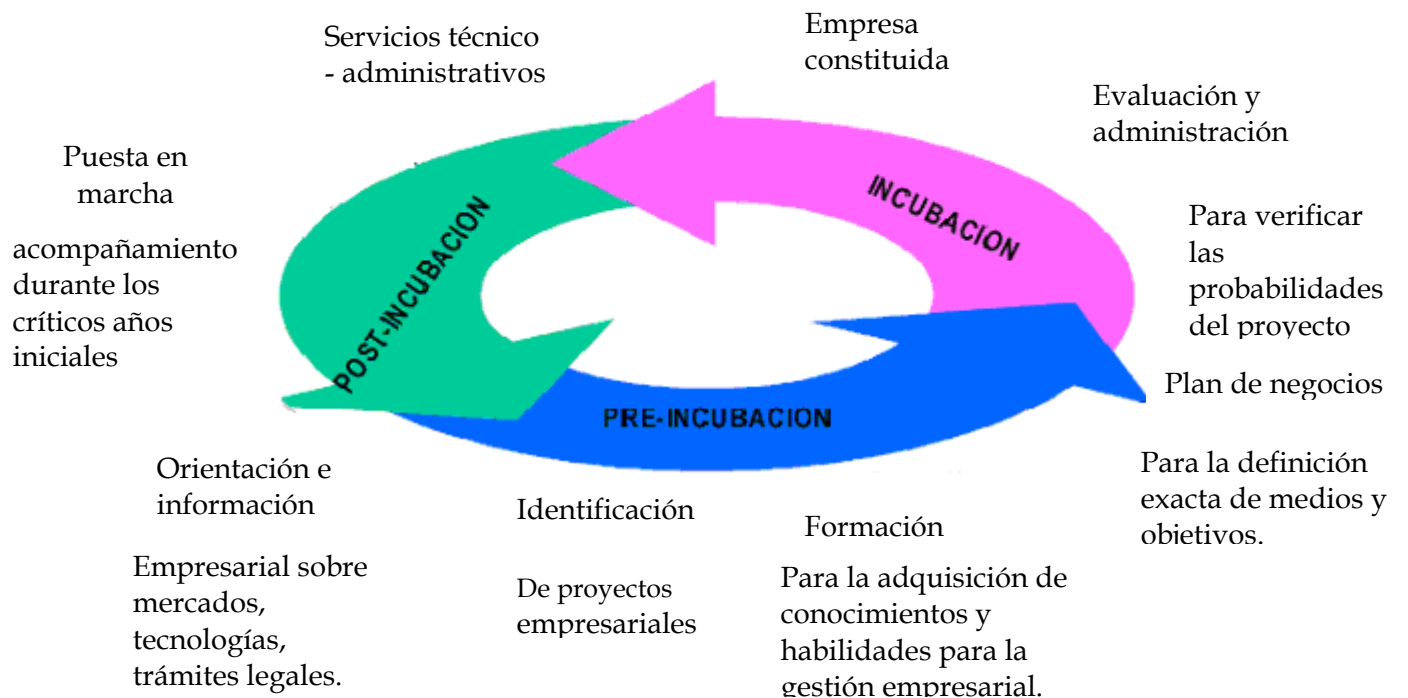 Servicios técnico
- administrativos
Empresa
constituida
Evaluación y
administración
Puesta en
marcha
acompañamiento
durante los
críticos años
iniciales
Para verificar
las
probabilidades
del proyecto
Plan de negocios
Para la definición
exacta de medios y
objetivos.
INCUBACION
POST-INCUBACION
PRE-INCUBACION
Orientación e
información
Empresarial sobre
mercados,
tecnologías,
trámites legales.
Identificación
De proyectos
empresariales
Formación
Para la adquisición de
conocimientos y
habilidades para la
gestión empresarial.